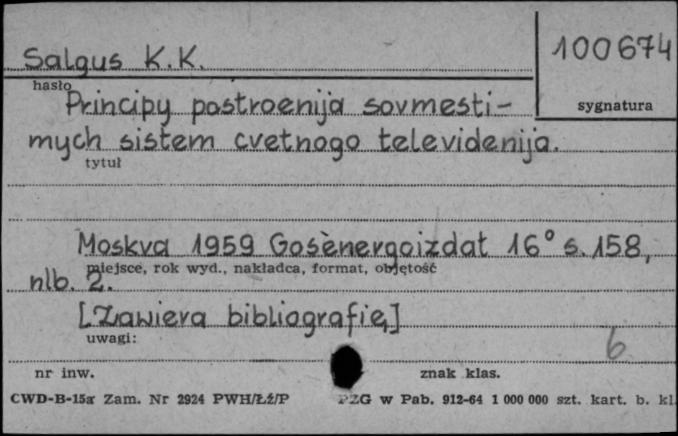 Salgus K.K.
100674
hasło
sygnatura
Principy postroenija sovmesti-
mych sistem cvetnogo televidenija.
tytuł
Moskva 1959 Gosènergoizdat 16° s. 158,
miejsce, rok wyd., nakładca, format, objętość
nlb. 2.
[Zawiera bibliografię]
uwagi:
6
nr inw.
znak klas.
CWD-B-15a Zam. Nr 2924 PWH/Łź/P
PZG w Pab. 912-64 1 000 000 szt. kart. b. kl